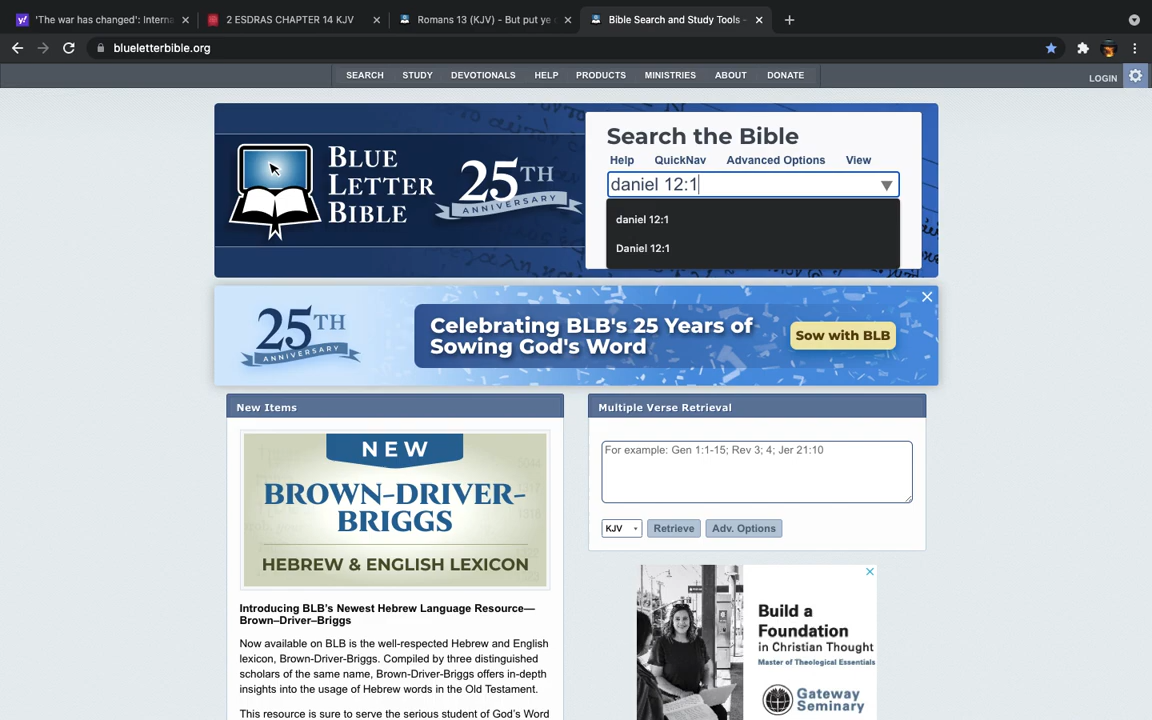 'The war has changed': Interna
2 ESDRAS CHAPTER 14 KJV
Romans 13 (KJV) - But put ye
Bible Search and Study Tools -
blueletterbible.org
SEARCH STUDY DEVOTIONALS HELP PRODUCTS MINISTRIES ABOUT DONATE
LOGIN
BLUE
LETTER
BIBLE
25TH
ANNIVERSARY
Search the Bible
Help QuickNav Advanced Options View
daniel 12:1
daniel 12:1
Daniel 12:1
25TH
ANNIVERSARY
Celebrating BLB's 25 Years of
Sowing God's Word
Sow with BLB
New Items
NEW
BROWN-DRIVER-
BRIGGS
HEBREW & ENGLISH LEXICON
Introducing BLB's Newest Hebrew Language Resource—
Brown–Driver–Briggs
Now available on BLB is the well-respected Hebrew and English
lexicon, Brown-Driver-Briggs. Compiled by three distinguished
scholars of the same name, Brown-Driver-Briggs offers in-depth
insights into the usage of Hebrew words in the Old Testament.
This resource is sure to serve the serious student of God's Word
Multiple Verse Retrieval
For example: Gen 1:1-15; Rev 3; 4; Jer 21:10
KJV Retrieve Adv. Options
Build a
Foundation
in Christian Thought
Master of Theological Essentials
Gateway
Seminary